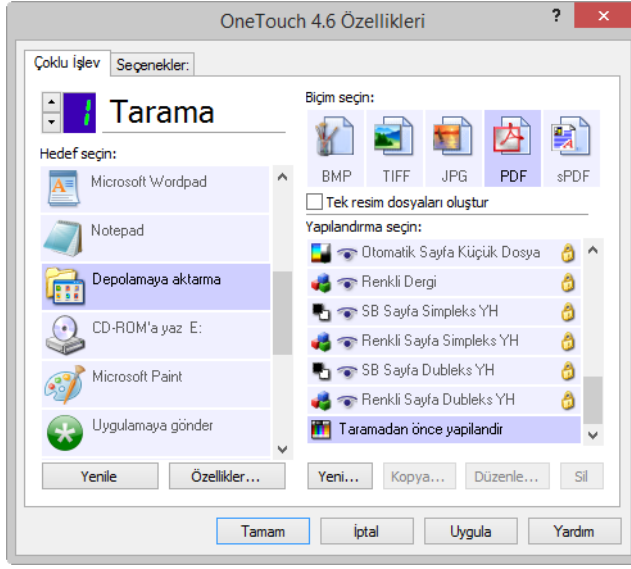 OneTouch 4.6 Özellikleri
?
Çoklu İşlev
Seçenekler:
1
Tarama
Hedef seçin:
Microsoft Wordpad
Notepad
Depolamaya aktarma
CD-ROM'a yaz E:
Microsoft Paint
Uygulamaya gönder
Yenile
Özellikler...
Biçim seçin:
BMP
TIFF
JPG
PDF
sPDF
Tek resim dosyaları oluştur
Yapılandırma seçin:
Otomatik Sayfa Küçük Dosya
Renkli Dergi
SB Sayfa Simpleks YH
Renkli Sayfa Simpleks YH
SB Sayfa Dubleks YH
Renkli Sayfa Dubleks YH
Taramadan önce yapilandir
Yeni...
Kopya...
Düzenle...
Sil
Tamam
İptal
Uygula
Yardım